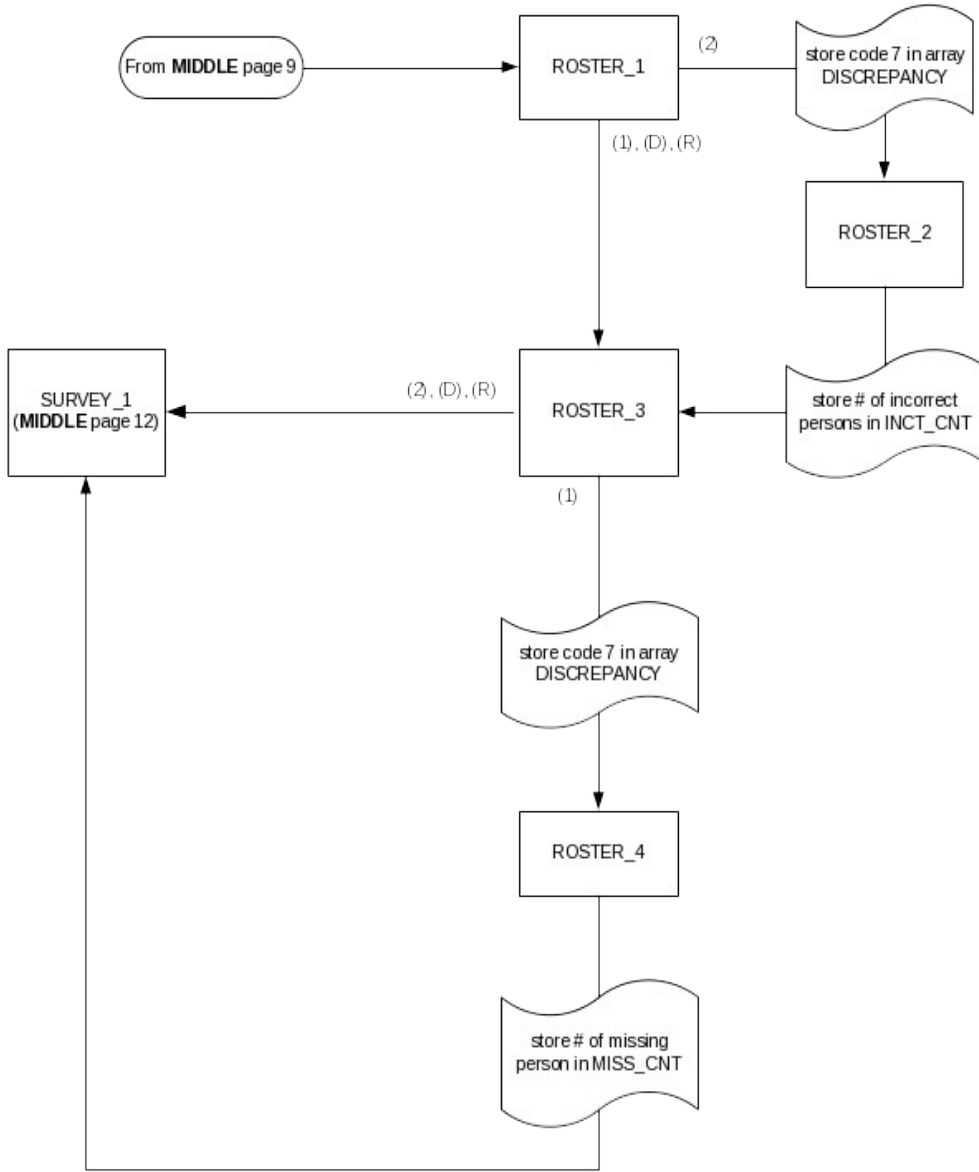 From MIDDLE page 9
ROSTER_1
(2)
store code 7 in array
DISCREPANCY
(1), (D), (R)
ROSTER_2
SURVEY_1
(MIDDLE page 12)
(2), (D), (R)
ROSTER_3
store # of incorrect
persons in INCT_CNT
(1)
store code 7 in array
DISCREPANCY
ROSTER_4
store # of missing
person in MISS_CNT